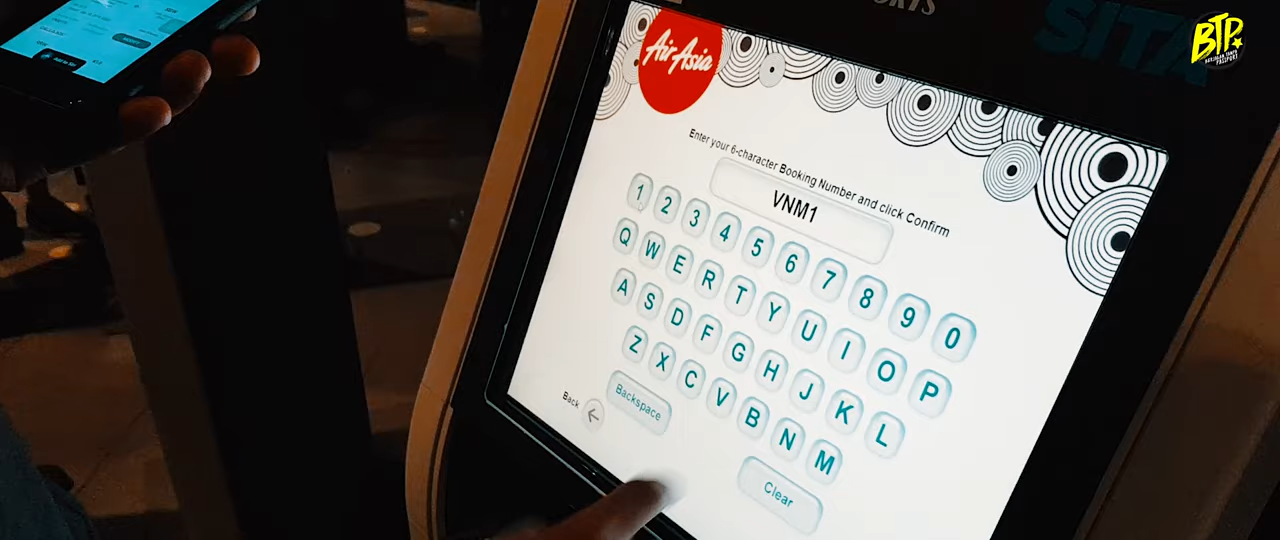 AirAsia
SITA
BTP
Enter your 6-character Booking Number and click Confirm
VNM1
1 2 3 4 5 6 7 8 9 0
Q W E R T Y U I O P
A S D F G H J K L
Z X C V B N M
Back
Backspace
Clear